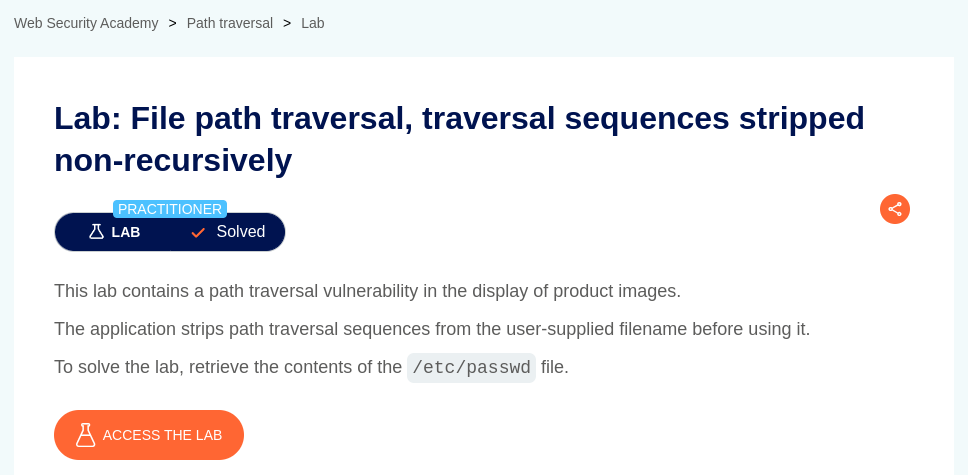 Web Security Academy > Path traversal > Lab
Lab: File path traversal, traversal sequences stripped
non-recursively
PRACTITIONER
LAB Solved
This lab contains a path traversal vulnerability in the display of product images.
The application strips path traversal sequences from the user-supplied filename before using it.
To solve the lab, retrieve the contents of the /etc/passwd file.
ACCESS THE LAB